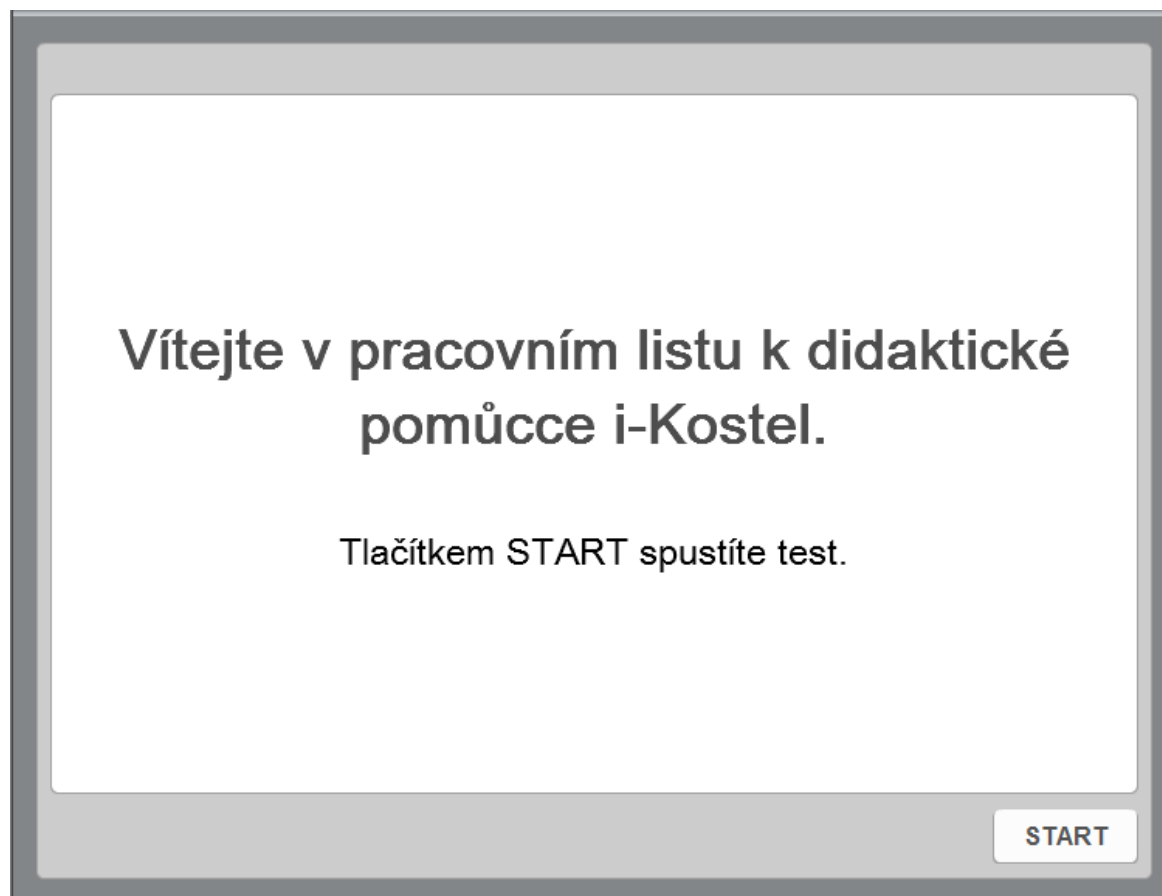 Vítejte v pracovním listu k didaktické
pomůcce i-Kostel.
Tlačítkem START spustíte test.
START